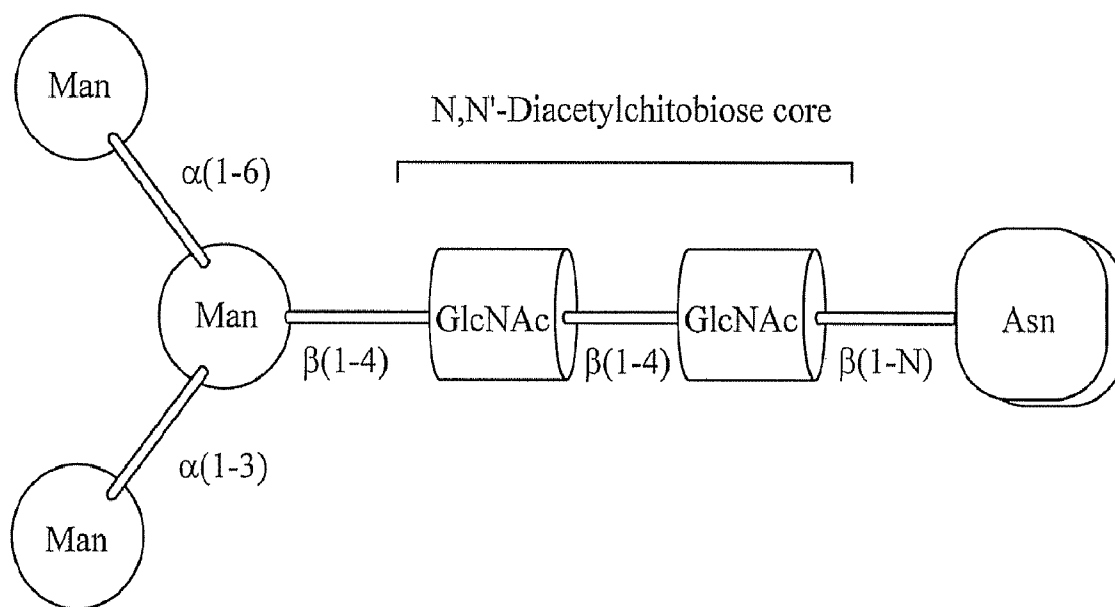 Man
N,N'-Diacetylchitobiose core
α(1-6)
Man
GlcNAc
GlcNAc
Asn
β(1-4)
β(1-4)
β(1-N)
α(1-3)
Man